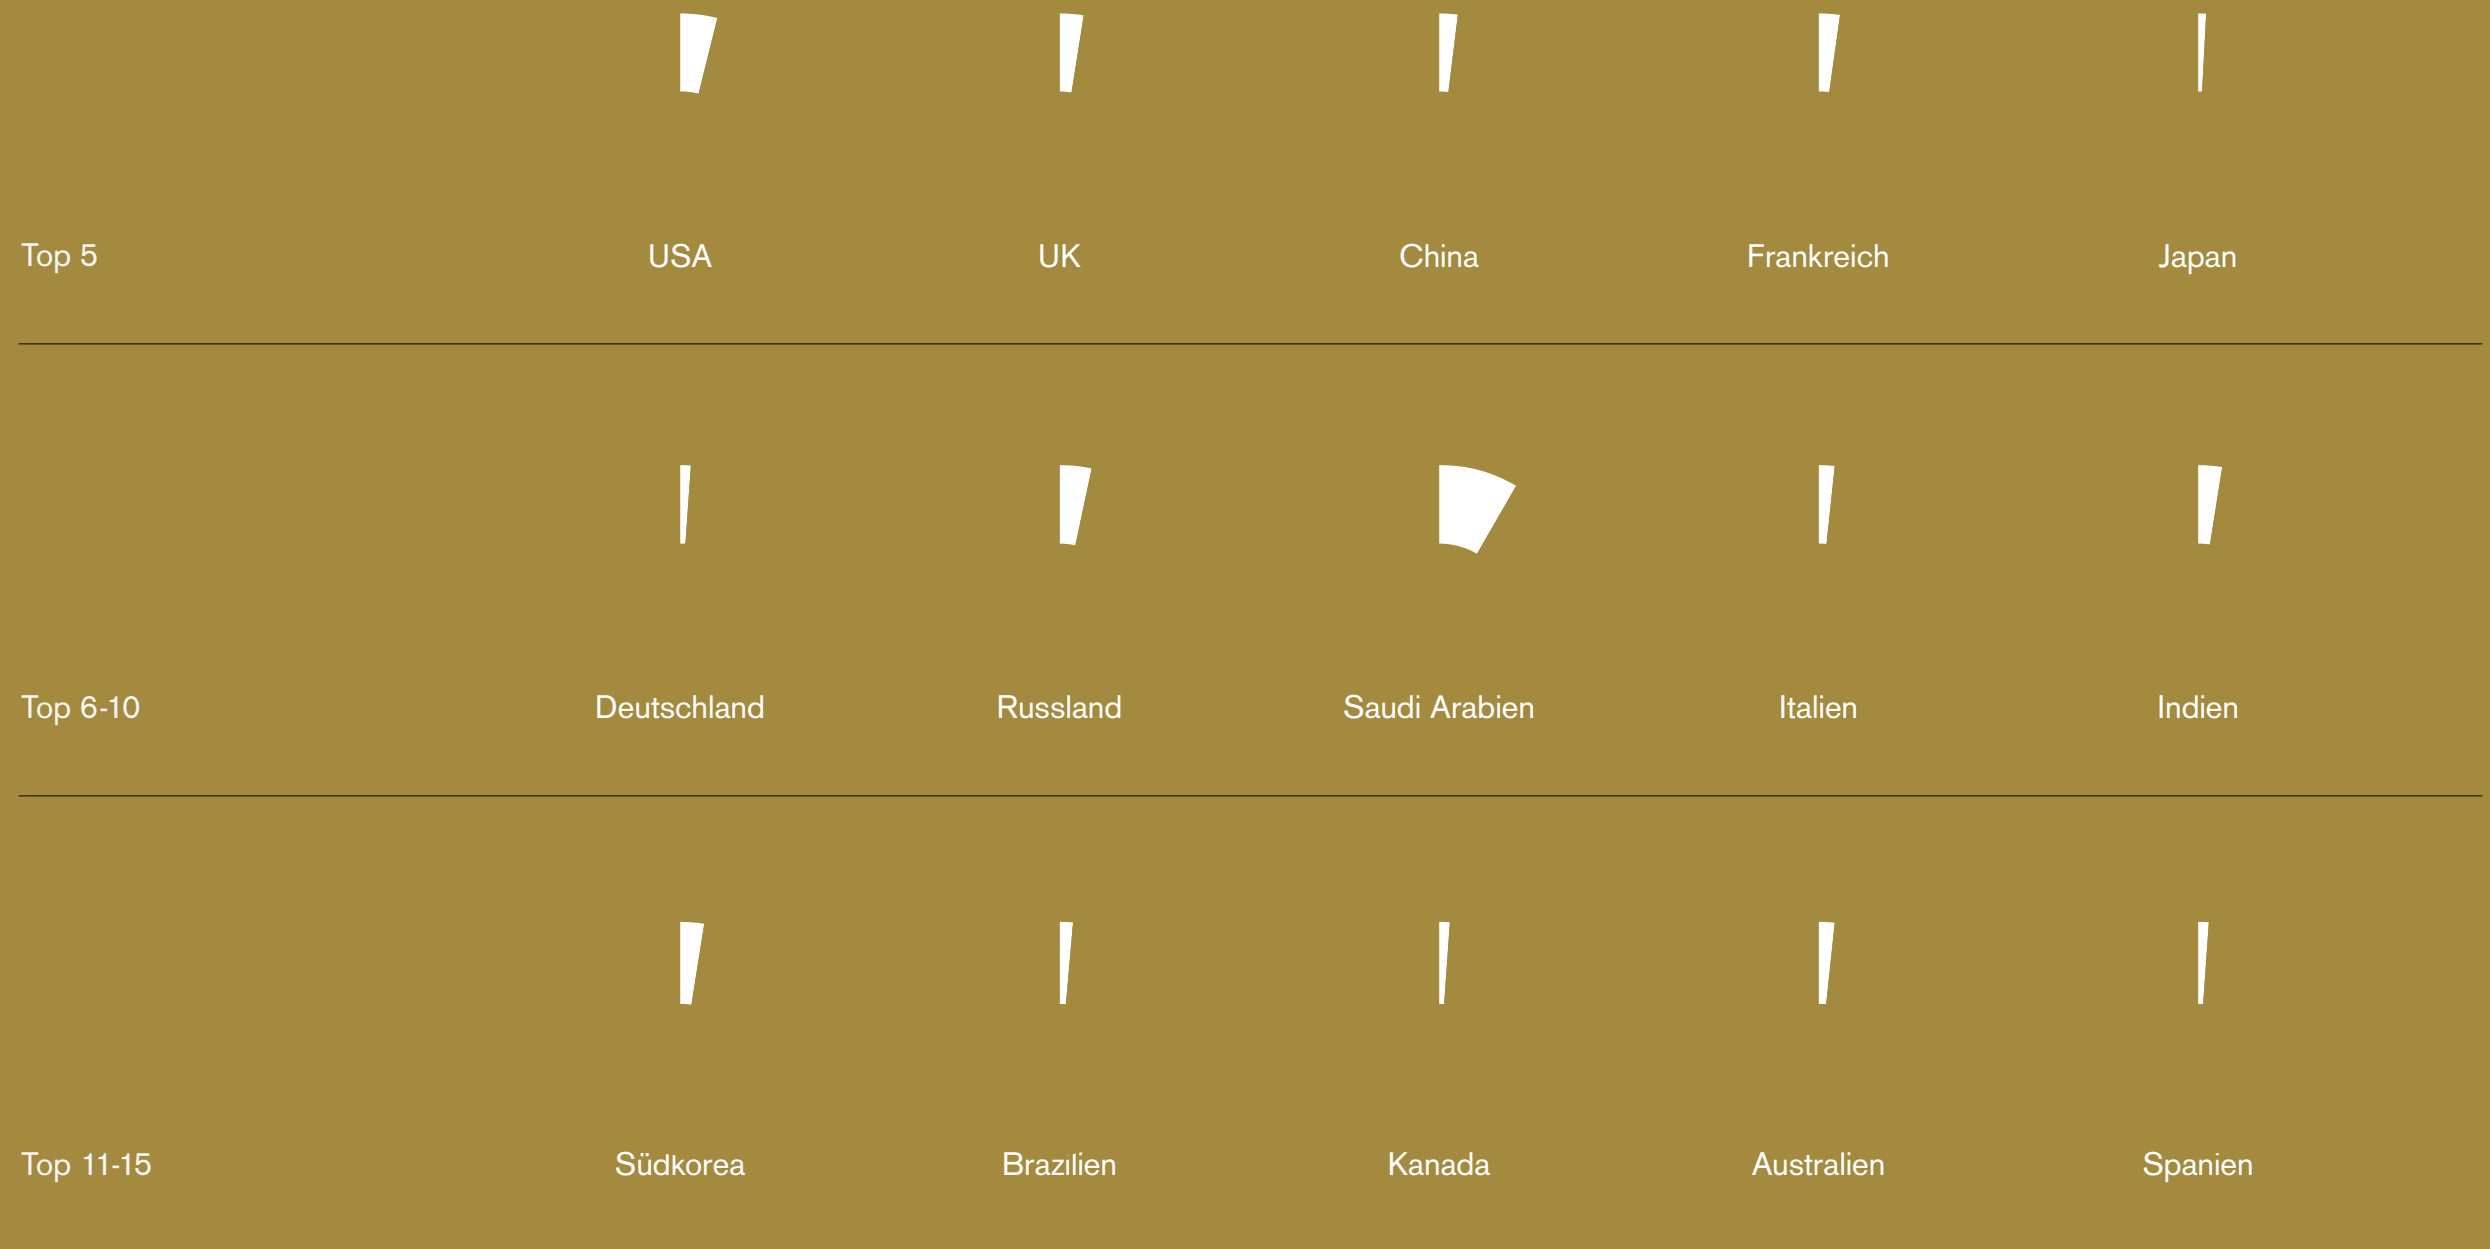 Top 5 USA UK China Frankreich Japan
Top 6-10 Deutschland Russland Saudi Arabien Italien Indien
Top 11-15 Südkorea Brazilien Kanada Australien Spanien